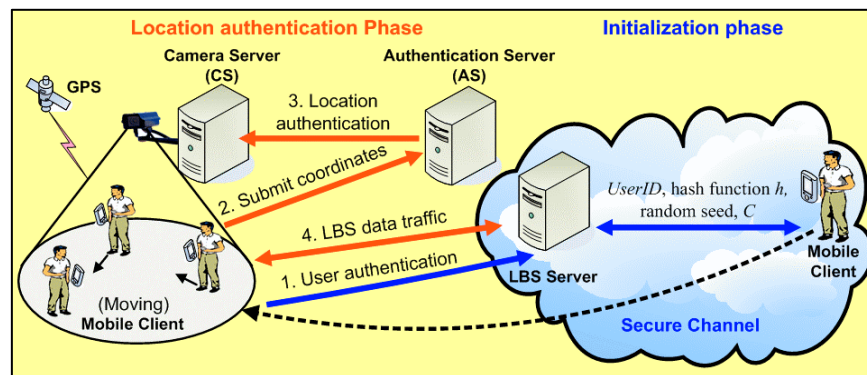 Location authentication Phase
Initialization phase
Camera Server
(CS)
Authentication Server
(AS)
GPS
3. Location
authentication
2. Submit coordinates
UserID, hash function h,
random seed, C
4. LBS data traffic
1. User authentication
LBS Server
Mobile
Client
(Moving)
Mobile Client
Secure Channel